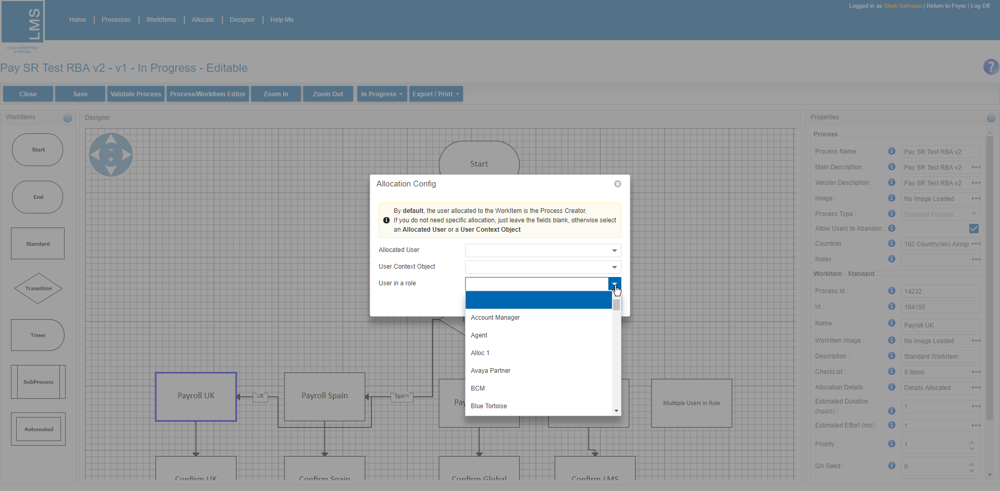 Logged in as Shah Rahman | Return to Foyer | Log Off
LMS
LEAN MARKETING
SYSTEMS
Home
Processes
WorkItems
Allocate
Designer
Help Me
Pay SR Test RBA v2 - v1 - In Progress - Editable
?
Close
Save
Validate Process
Process/WorkItem Editor
Zoom In
Zoom Out
In Progress
Export / Print
WorkItems
Start
End
Standard
Transition
Timer
SubProcess
Automated
Designer
Start
Allocation Config
By default, the user allocated to the WorkItem is the Process Creator.
If you do not need specific allocation, just leave the fields blank, otherwise select
an Allocated User or a User Context Object
Allocated User
User Context Object
User in a role
Account Manager
Agent
Alloc 1
Avaya Partner
BCM
Blue Tortoise
Payroll UK
UK
Payroll Spain
Spain
Pay
Multiple Users in Role
Confirm UK
Confirm Spain
Confirm Global
Confirm LMS
Properties
Process
Process Name : Pay SR Test RBA v2
Main Description : Pay SR Test RBA v2
Version Description : Pay SR Test RBA v2
Image : No Image Loaded
Process Type : Standard Process
Allow Users to Abandon :
Countries : 102 Country(ies) Assig
Notes :
WorkItem - Standard
Process Id : 14232
Id : 104150
Name : Payroll UK
WorkItem Image : No Image Loaded
Description : Standard WorkItem
CheckList : 0 Items
Allocation Details : Details Allocated
Estimated Duration
(hours) : 1
Estimated Effort (hrs) : 1
Priority : 1
QA Seed : 0